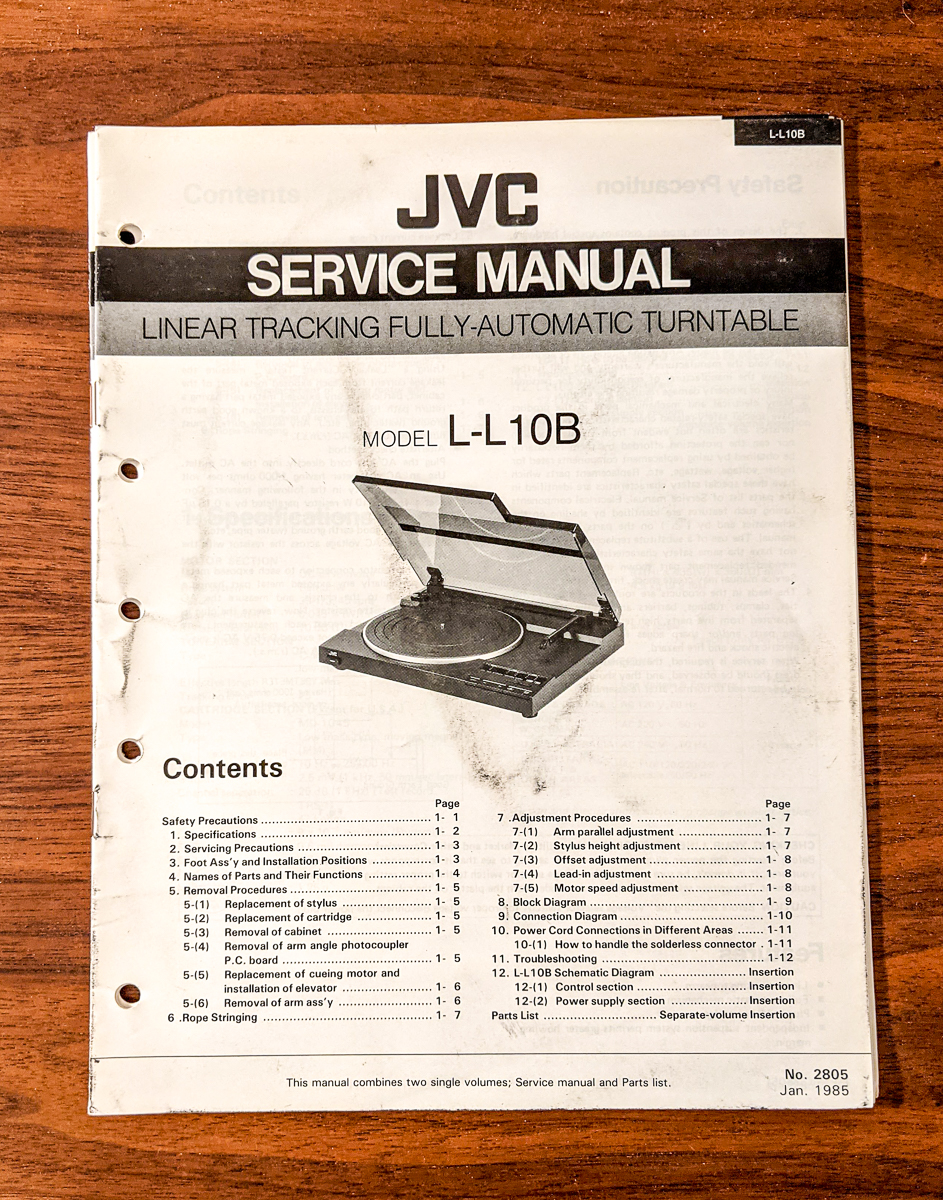 L-L10B
JVC
SERVICE MANUAL
LINEAR TRACKING FULLY-AUTOMATIC TURNTABLE
MODEL L-L10B
JVC
Contents
Page
Safety Precautions 1- 1
1. Specifications 1- 2
2. Servicing Precautions 1- 3
3. Foot Ass'y and Installation Positions 1- 3
4. Names of Parts and Their Functions 1- 4
5. Removal Procedures 1- 5
5-(1) Replacement of stylus 1- 5
5-(2) Replacement of cartridge 1- 5
5-(3) Removal of cabinet 1- 5
5-(4) Removal of arm angle photocoupler
P.C. board 1- 5
5-(5) Replacement of cueing motor and
installation of elevator 1- 6
5-(6) Removal of arm ass'y 1- 6
6 .Rope Stringing 1- 7
Page
7 .Adjustment Procedures 1- 7
7-(1) Arm parallel adjustment 1- 7
7-(2) Stylus height adjustment 1- 7
7-(3) Offset adjustment 1- 8
7-(4) Lead-in adjustment 1- 8
7-(5) Motor speed adjustment 1- 8
8. Block Diagram 1- 9
9. Connection Diagram 1-10
10. Power Cord Connections in Different Areas 1-11
10-(1) How to handle the solderless connector . 1-11
11. Troubleshooting 1-12
12. L-L10B Schematic Diagram Insertion
12-(1) Control section Insertion
12-(2) Power supply section Insertion
Parts List Separate-volume Insertion
This manual combines two single volumes; Service manual and Parts list.
No. 2805
Jan. 1985